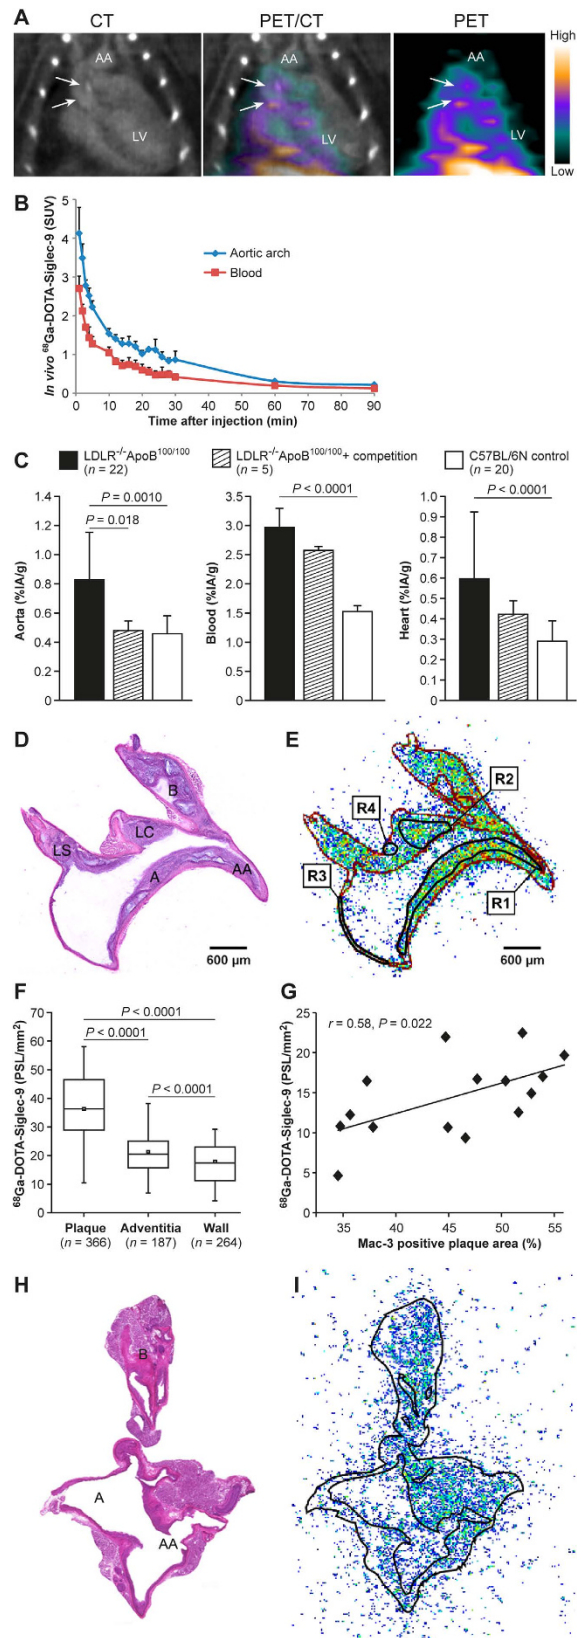 A
CT
PET/CT
PET
AA
LV
AA
LV
AA
LV
High
Low
B
In vivo ⁶⁸Ga-DOTA-Siglec-9 (SUV)
5
4
3
2
1
0
Aortic arch
Blood
0 10 20 30 40 50 60 70 80 90
Time after injection (min)
C
LDLR⁻/⁻ApoB¹⁰⁰/¹⁰⁰
(n = 22)
LDLR⁻/⁻ApoB¹⁰⁰/¹⁰⁰+ competition
(n = 5)
C57BL/6N control
(n = 20)
Aorta (%IA/g)
1.4
1.2
1.0
0.8
0.6
0.4
0.2
0
P = 0.0010
P = 0.018
Blood (%IA/g)
3.5
3.0
2.5
2.0
1.5
1.0
0.5
0
P < 0.0001
Heart (%IA/g)
1.0
0.9
0.8
0.7
0.6
0.5
0.4
0.3
0.2
0.1
0
P < 0.0001
D
B
LC
LS
A
AA
600 µm
E
R2
R4
R3
R1
600 µm
F
⁶⁸Ga-DOTA-Siglec-9 (PSL/mm²)
70
60
50
40
30
20
10
0
P < 0.0001
P < 0.0001
P < 0.0001
Plaque Adventitia Wall
(n = 366) (n = 187) (n = 264)
G
⁶⁸Ga-DOTA-Siglec-9 (PSL/mm²)
25
20
15
10
5
0
r = 0.58, P = 0.022
35 40 45 50 55
Mac-3 positive plaque area (%)
H
B
A
AA
I